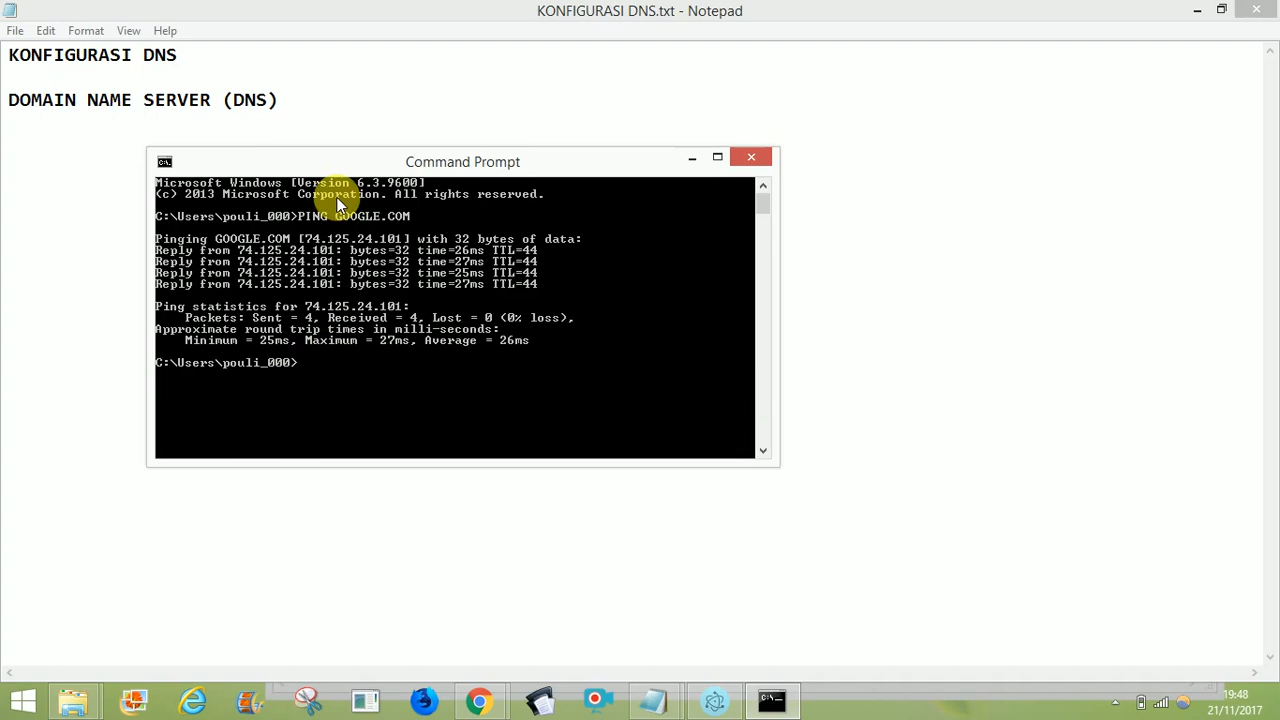 KONFIGURASI DNS.txt - Notepad
File Edit Format View Help
KONFIGURASI DNS
DOMAIN NAME SERVER (DNS)
Command Prompt
Microsoft Windows [Version 6.3.9600]
(c) 2013 Microsoft Corporation. All rights reserved.
C:\Users\pouli_000>PING GOOGLE.COM
Pinging GOOGLE.COM [74.125.24.101] with 32 bytes of data:
Reply from 74.125.24.101: bytes=32 time=26ms TTL=44
Reply from 74.125.24.101: bytes=32 time=27ms TTL=44
Reply from 74.125.24.101: bytes=32 time=25ms TTL=44
Reply from 74.125.24.101: bytes=32 time=27ms TTL=44
Ping statistics for 74.125.24.101:
Packets: Sent = 4, Received = 4, Lost = 0 (0% loss),
Approximate round trip times in milli-seconds:
Minimum = 25ms, Maximum = 27ms, Average = 26ms
C:\Users\pouli_000>
19:48
21/11/2017